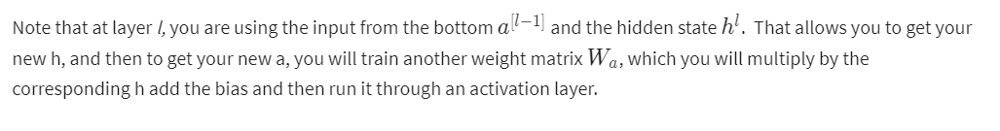 Note that at layer l, you are using the input from the bottom a^[l−1] and the hidden state h^l. That allows you to get your
new h, and then to get your new a, you will train another weight matrix W_a, which you will multiply by the
corresponding h add the bias and then run it through an activation layer.